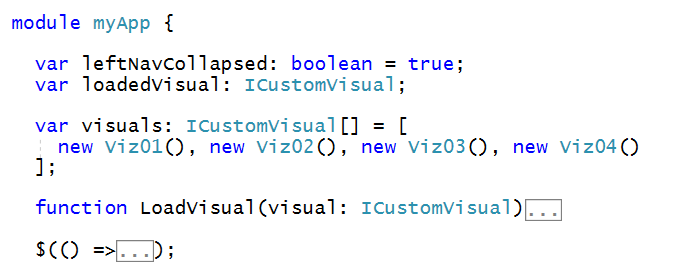 module myApp {
var leftNavCollapsed: boolean = true;
var loadedVisual: ICustomVisual;
var visuals: ICustomVisual[] = [
new Viz01(), new Viz02(), new Viz03(), new Viz04()
];
function LoadVisual(visual: ICustomVisual)...
$(() =>...);